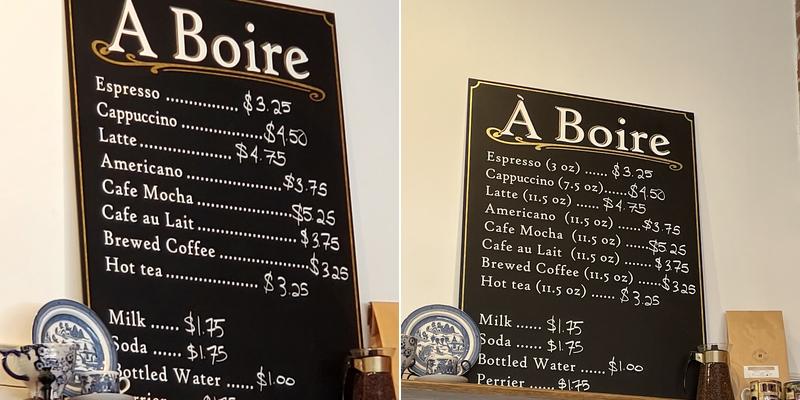 À Boire
Espresso ............... $3.25
Cappuccino .................$4.50
Latte................... $4.75
Americano ....................$3.75
Cafe Mocha ....................$5.25
Cafe au Lait .................... $3.75
Brewed Coffee ..................$3.25
Hot tea................... $3.25
Milk ...... $1.75
Soda ...... $1.75
Bottled Water ...... $1.00
À Boire
Espresso (3 oz) ...... $3.25
Cappuccino (7.5 oz)......$4.50
Latte (11.5 oz) ...... $4.75
Americano (11.5 oz) ......$3.75
Cafe Mocha (11.5 oz) ......$5.25
Cafe au Lait (11.5 oz) ...... $3.75
Brewed Coffee (11.5 oz) ......$3.25
Hot tea (11.5 oz) ...... $3.25
Milk ...... $1.75
Soda ...... $1.75
Bottled Water ...... $1.00
Perrier ...... $1.75